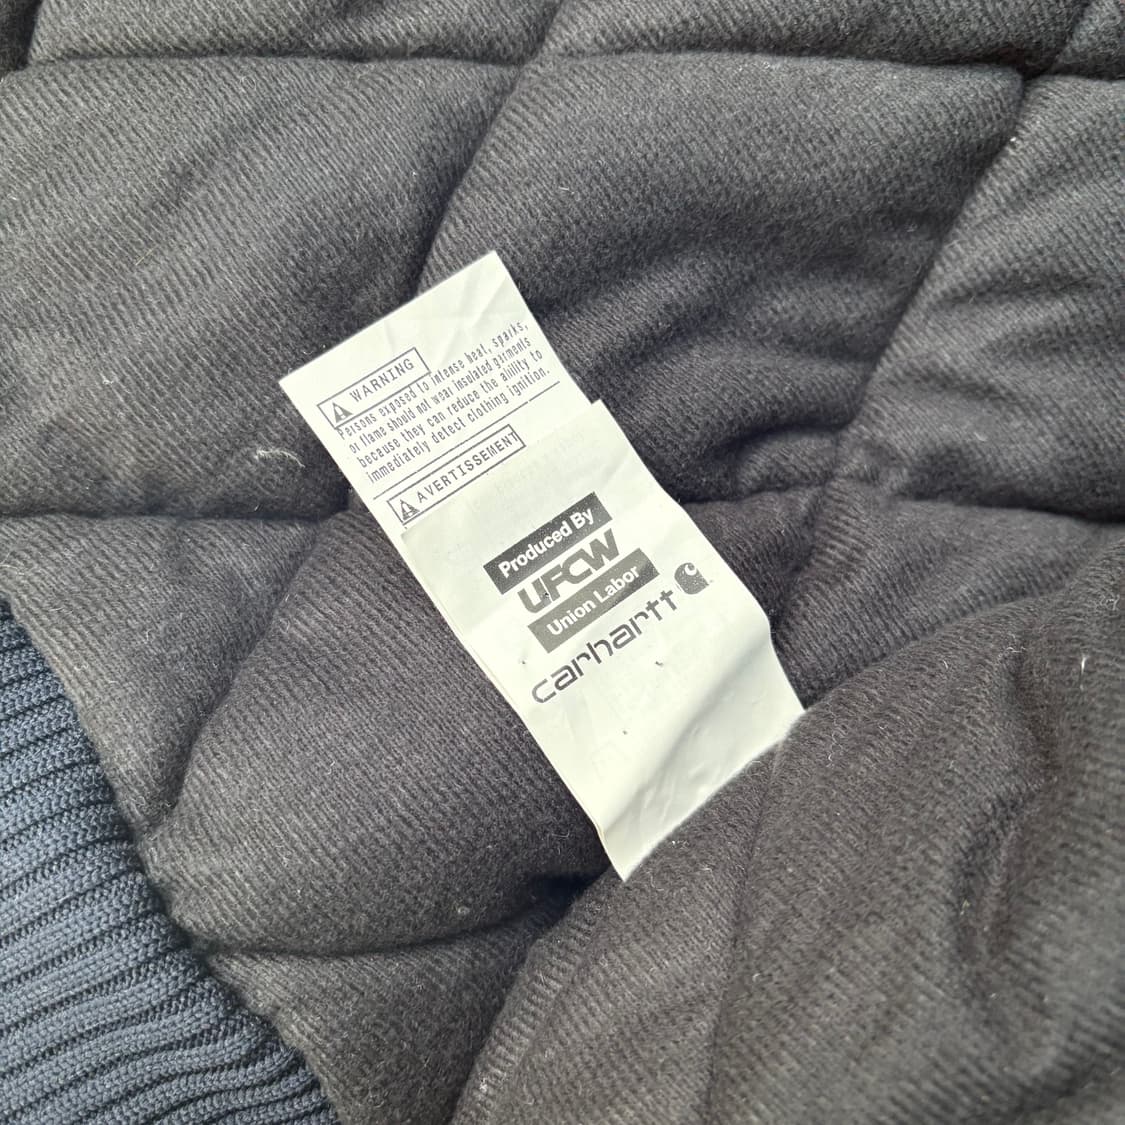 WARNING
Persons exposed to intense heat, sparks,
or flame should not wear insulated garments
because they can reduce the ability to
immediately detect clothing ignition.
AVERTISSEMENT
Produced By
UFCW
Union Labor
carhartt